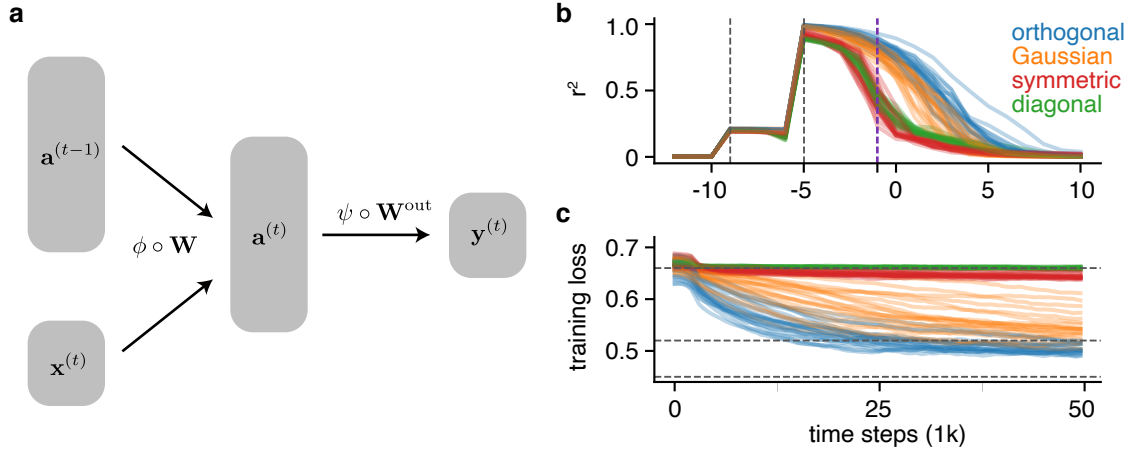 a
a^{(t−1)}
ϕ ∘ W
x^{(t)}
a^{(t)}
ψ ∘ W^{out}
y^{(t)}
b
1.0
0.5
0
r²
orthogonal
Gaussian
symmetric
diagonal
-10 -5 0 5 10
c
0.7
0.6
0.5
training loss
0 25 50
time steps (1k)